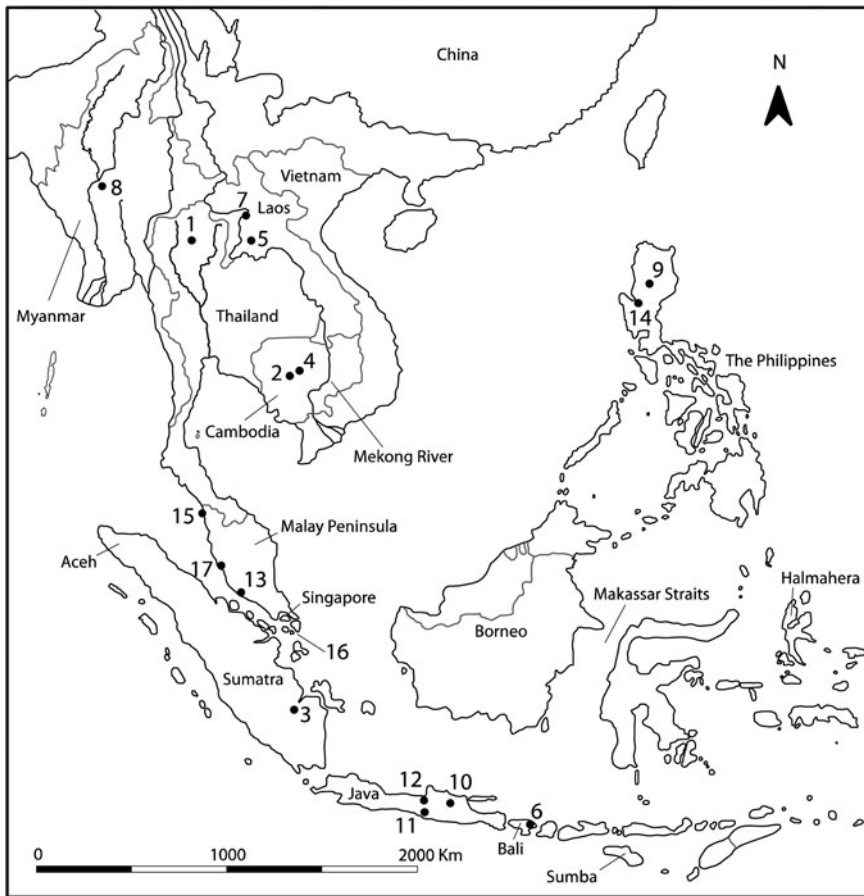 China
N
Vietnam
8
7
Laos
1
5
9
Myanmar
Thailand
14
2
4
The Philippines
Cambodia
Mekong River
15
Malay Peninsula
Aceh
17
13
Singapore
Makassar Straits
Halmahera
Borneo
16
Sumatra
3
Java
12
10
6
11
Bali
0
1000
2000 Km
Sumba